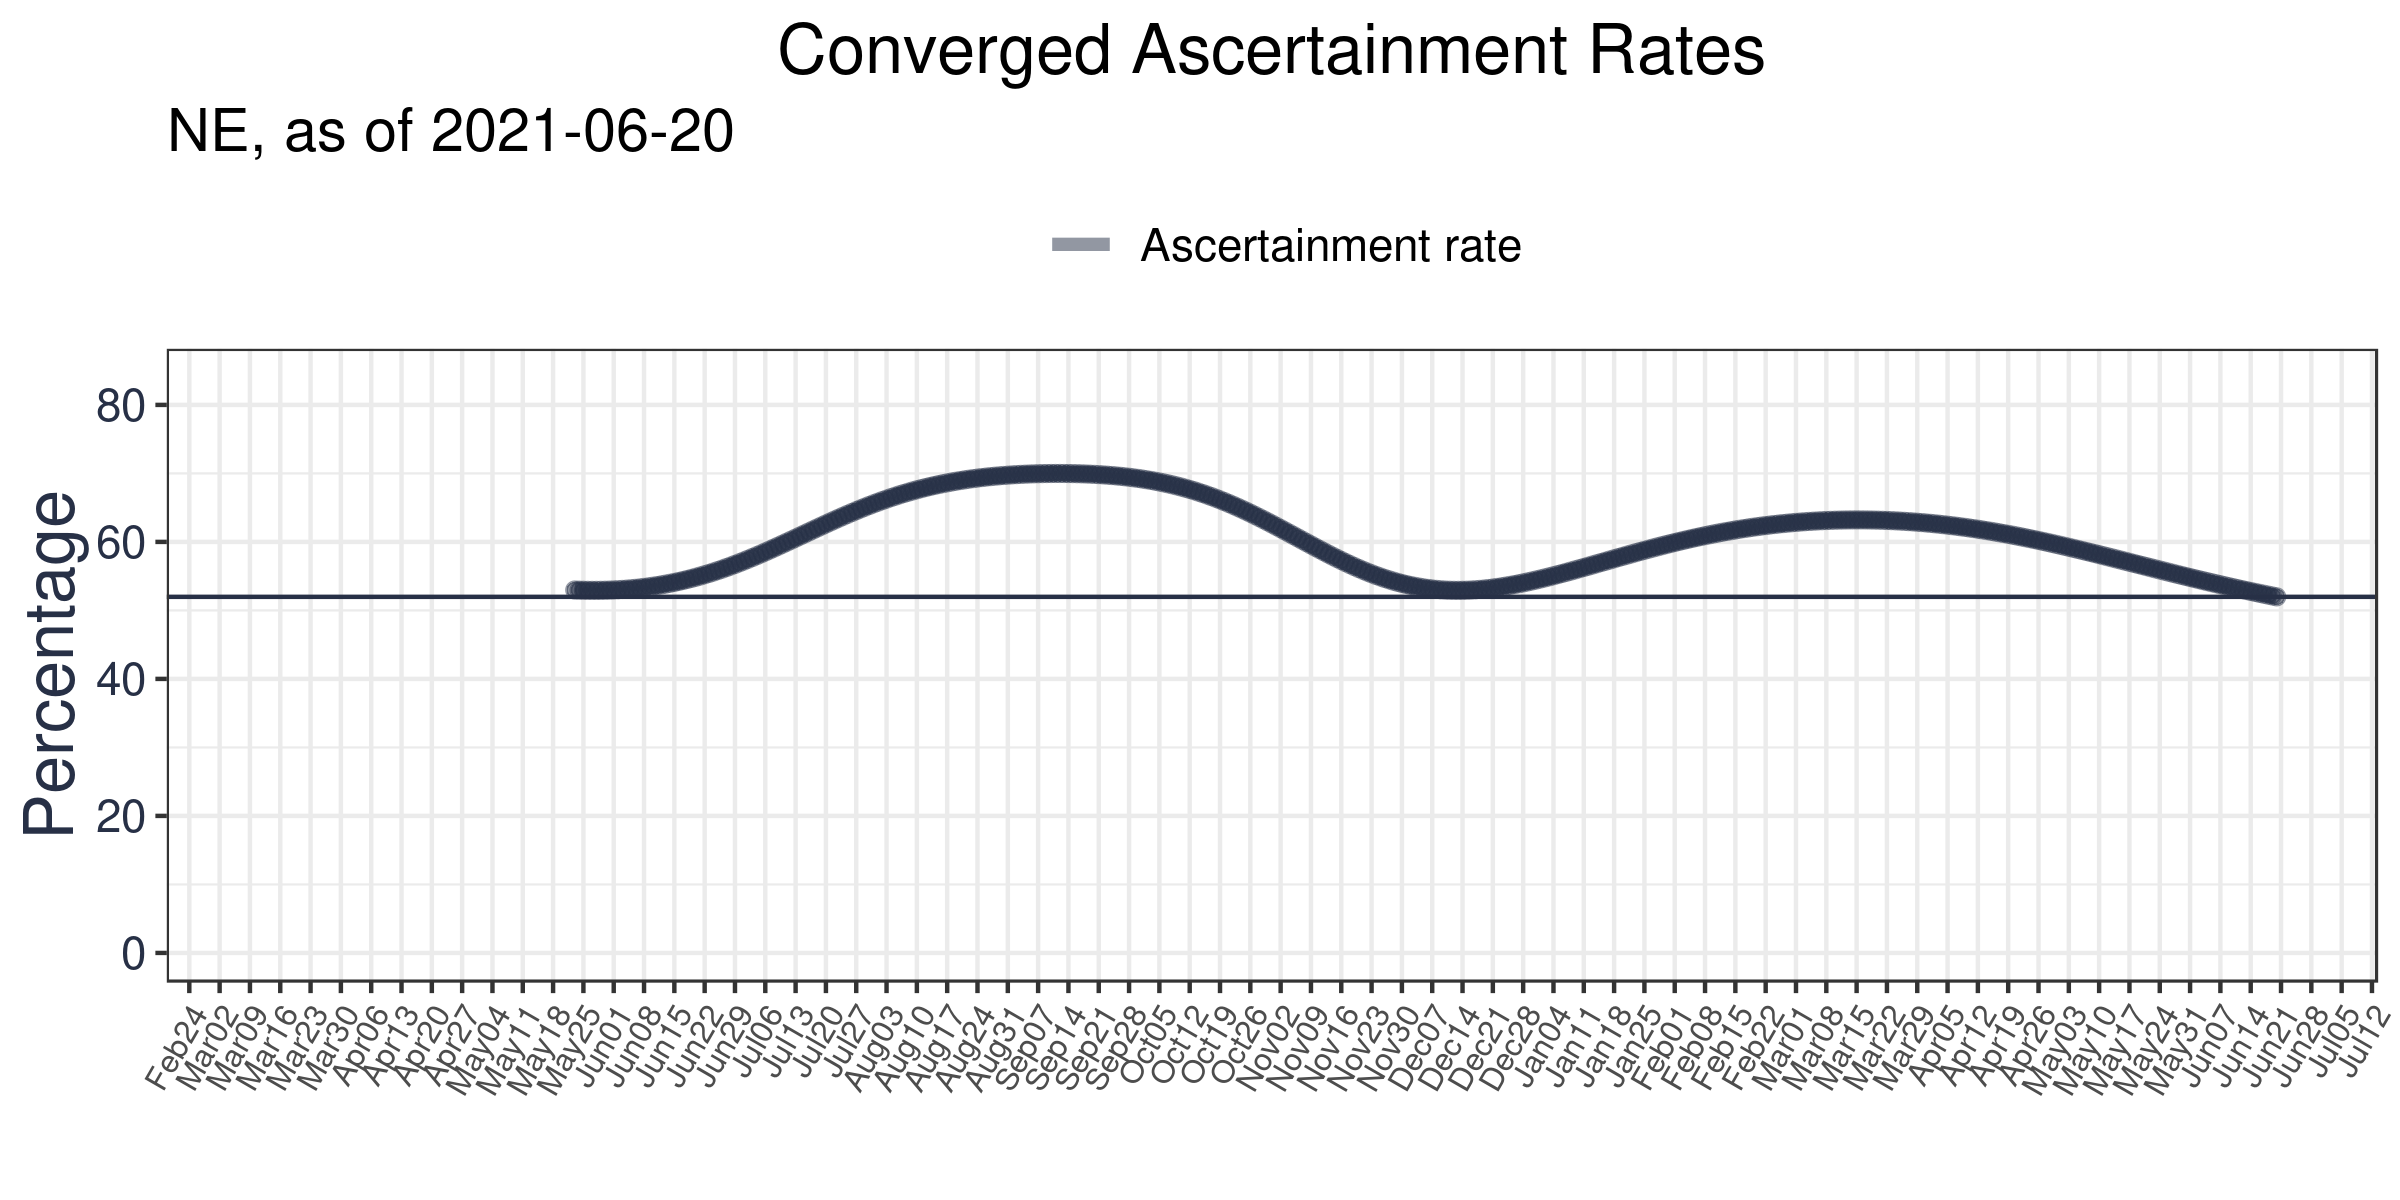 Converged Ascertainment Rates
NE, as of 2021-06-20
Ascertainment rate
Percentage
80
60
40
20
0
Feb24
Mar02
Mar09
Mar16
Mar23
Mar30
Apr06
Apr13
Apr20
Apr27
May04
May11
May18
May25
Jun01
Jun08
Jun15
Jun22
Jun29
Jul06
Jul13
Jul20
Jul27
Aug03
Aug10
Aug17
Aug24
Aug31
Sep07
Sep14
Sep21
Sep28
Oct05
Oct12
Oct19
Oct26
Nov02
Nov09
Nov16
Nov23
Nov30
Dec07
Dec14
Dec21
Dec28
Jan04
Jan11
Jan18
Jan25
Feb01
Feb08
Feb15
Feb22
Mar01
Mar08
Mar15
Mar22
Mar29
Apr05
Apr12
Apr19
Apr26
May03
May10
May17
May24
May31
Jun07
Jun14
Jun21
Jun28
Jul05
Jul12